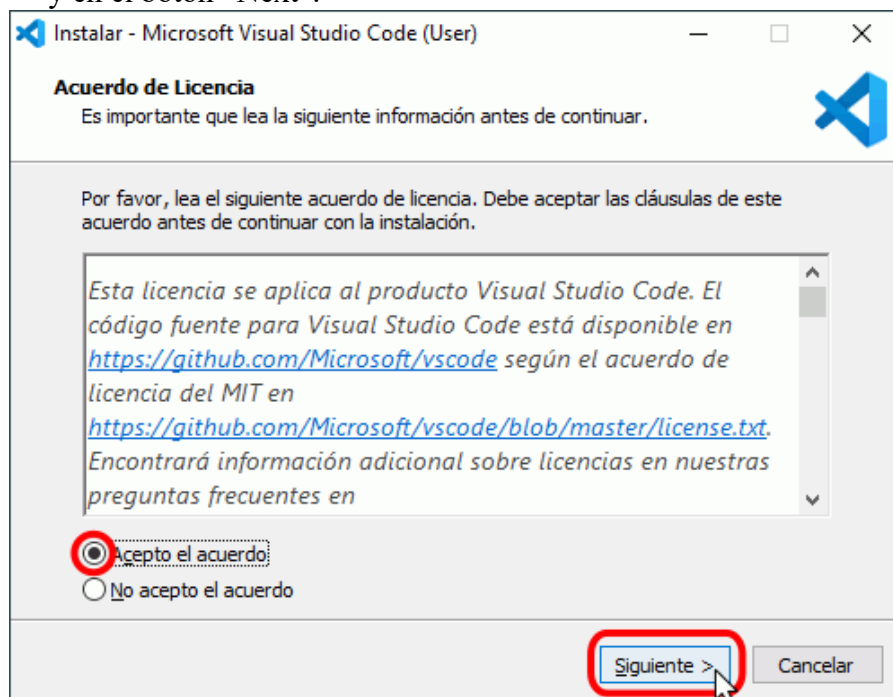 y en el botón "Next".
Instalar - Microsoft Visual Studio Code (User)
Acuerdo de Licencia
Es importante que lea la siguiente información antes de continuar.
Por favor, lea el siguiente acuerdo de licencia. Debe aceptar las cláusulas de este
acuerdo antes de continuar con la instalación.
Esta licencia se aplica al producto Visual Studio Code. El
código fuente para Visual Studio Code está disponible en
https://github.com/Microsoft/vscode según el acuerdo de
licencia del MIT en
https://github.com/Microsoft/vscode/blob/master/license.txt.
Encontrará información adicional sobre licencias en nuestras
preguntas frecuentes en
Acepto el acuerdo
No acepto el acuerdo
Siguiente >
Cancelar